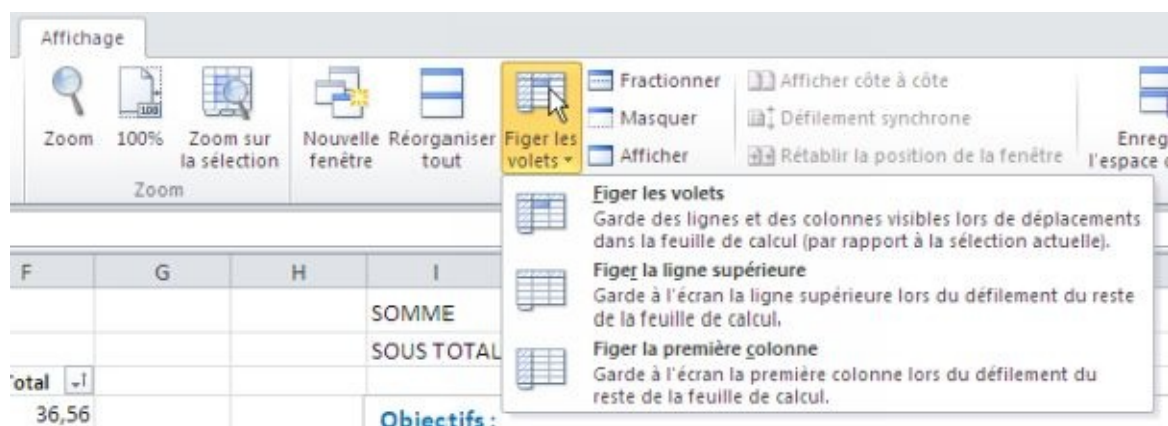 Affichage
Zoom
100%
Zoom sur
la sélection
Nouvelle
fenêtre
Réorganiser
tout
Figer les
volets
Fractionner
Masquer
Afficher
Afficher côte à côte
Défilement synchrone
Rétablir la position de la fenêtre
l'espace
Zoom
Figer les volets
Garde des lignes et des colonnes visibles lors de déplacements
dans la feuille de calcul (par rapport à la sélection actuelle).
Figer la ligne supérieure
Garde à l'écran la ligne supérieure lors du défilement du reste
de la feuille de calcul.
Figer la première colonne
Garde à l'écran la première colonne lors du défilement du
reste de la feuille de calcul.
F G H I
SOMME
SOUS TOTAL
36,56
Objectifs :